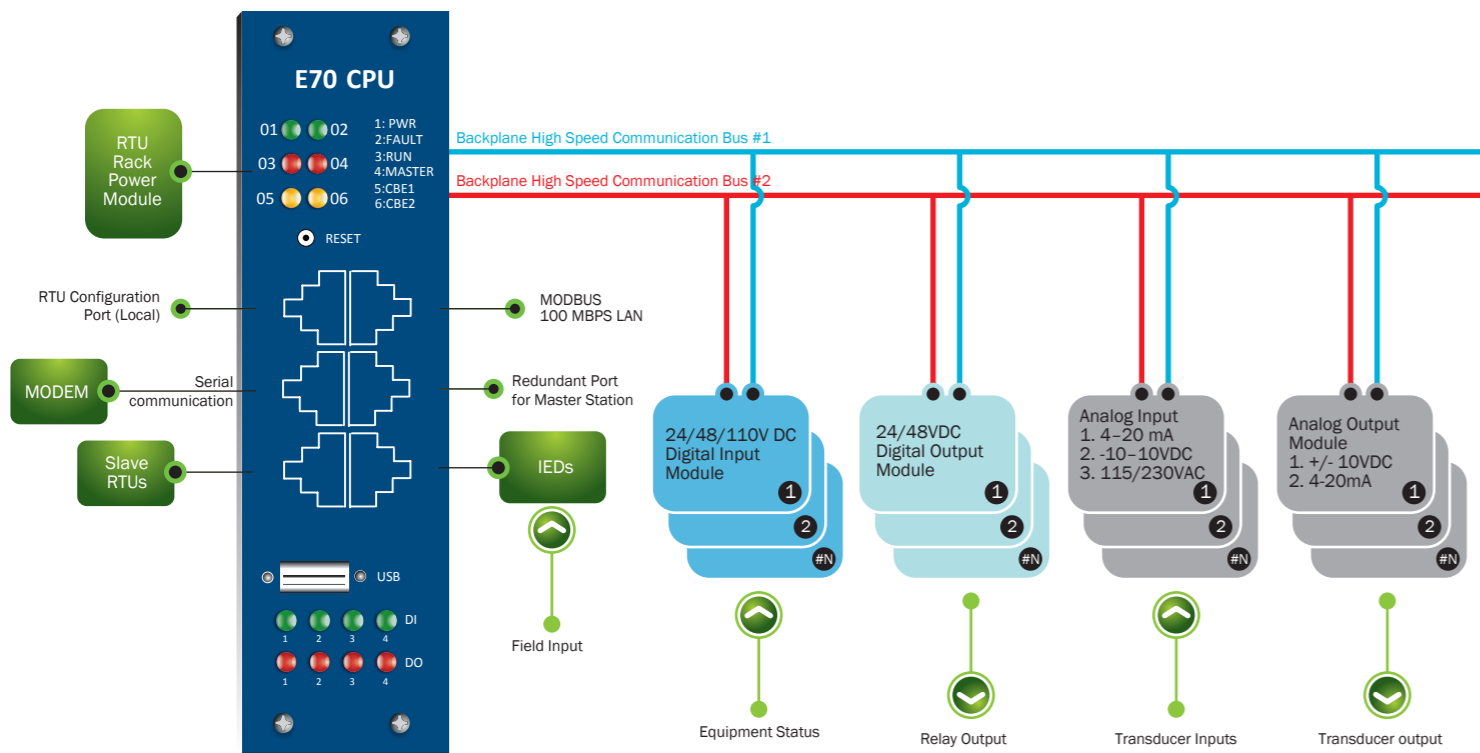 E70 CPU
01
02
03
04
05
06
1: PWR
2:FAULT
3:RUN
4:MASTER
5:CBE1
6:CBE2
RESET
RTU
Rack
Power
Module
Backplane High Speed Communication Bus #1
Backplane High Speed Communication Bus #2
RTU Configuration
Port (Local)
MODBUS
100 MBPS LAN
MODEM
Serial
communication
Redundant Port
for Master Station
Slave
RTUs
IEDs
Field Input
USB
DI
1 2 3 4
DO
1 2 3 4
24/48/110V DC
Digital Input
Module
1
2
#N
Equipment Status
24/48VDC
Digital Output
Module
1
2
#N
Relay Output
Analog Input
1. 4–20 mA
2. -10–10VDC
3. 115/230VAC
1
2
#N
Transducer Inputs
Analog Output
Module
1. +/- 10VDC
2. 4-20mA
1
2
#N
Transducer output